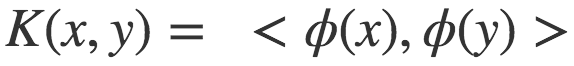 K(x, y) = < ϕ(x), ϕ(y) >